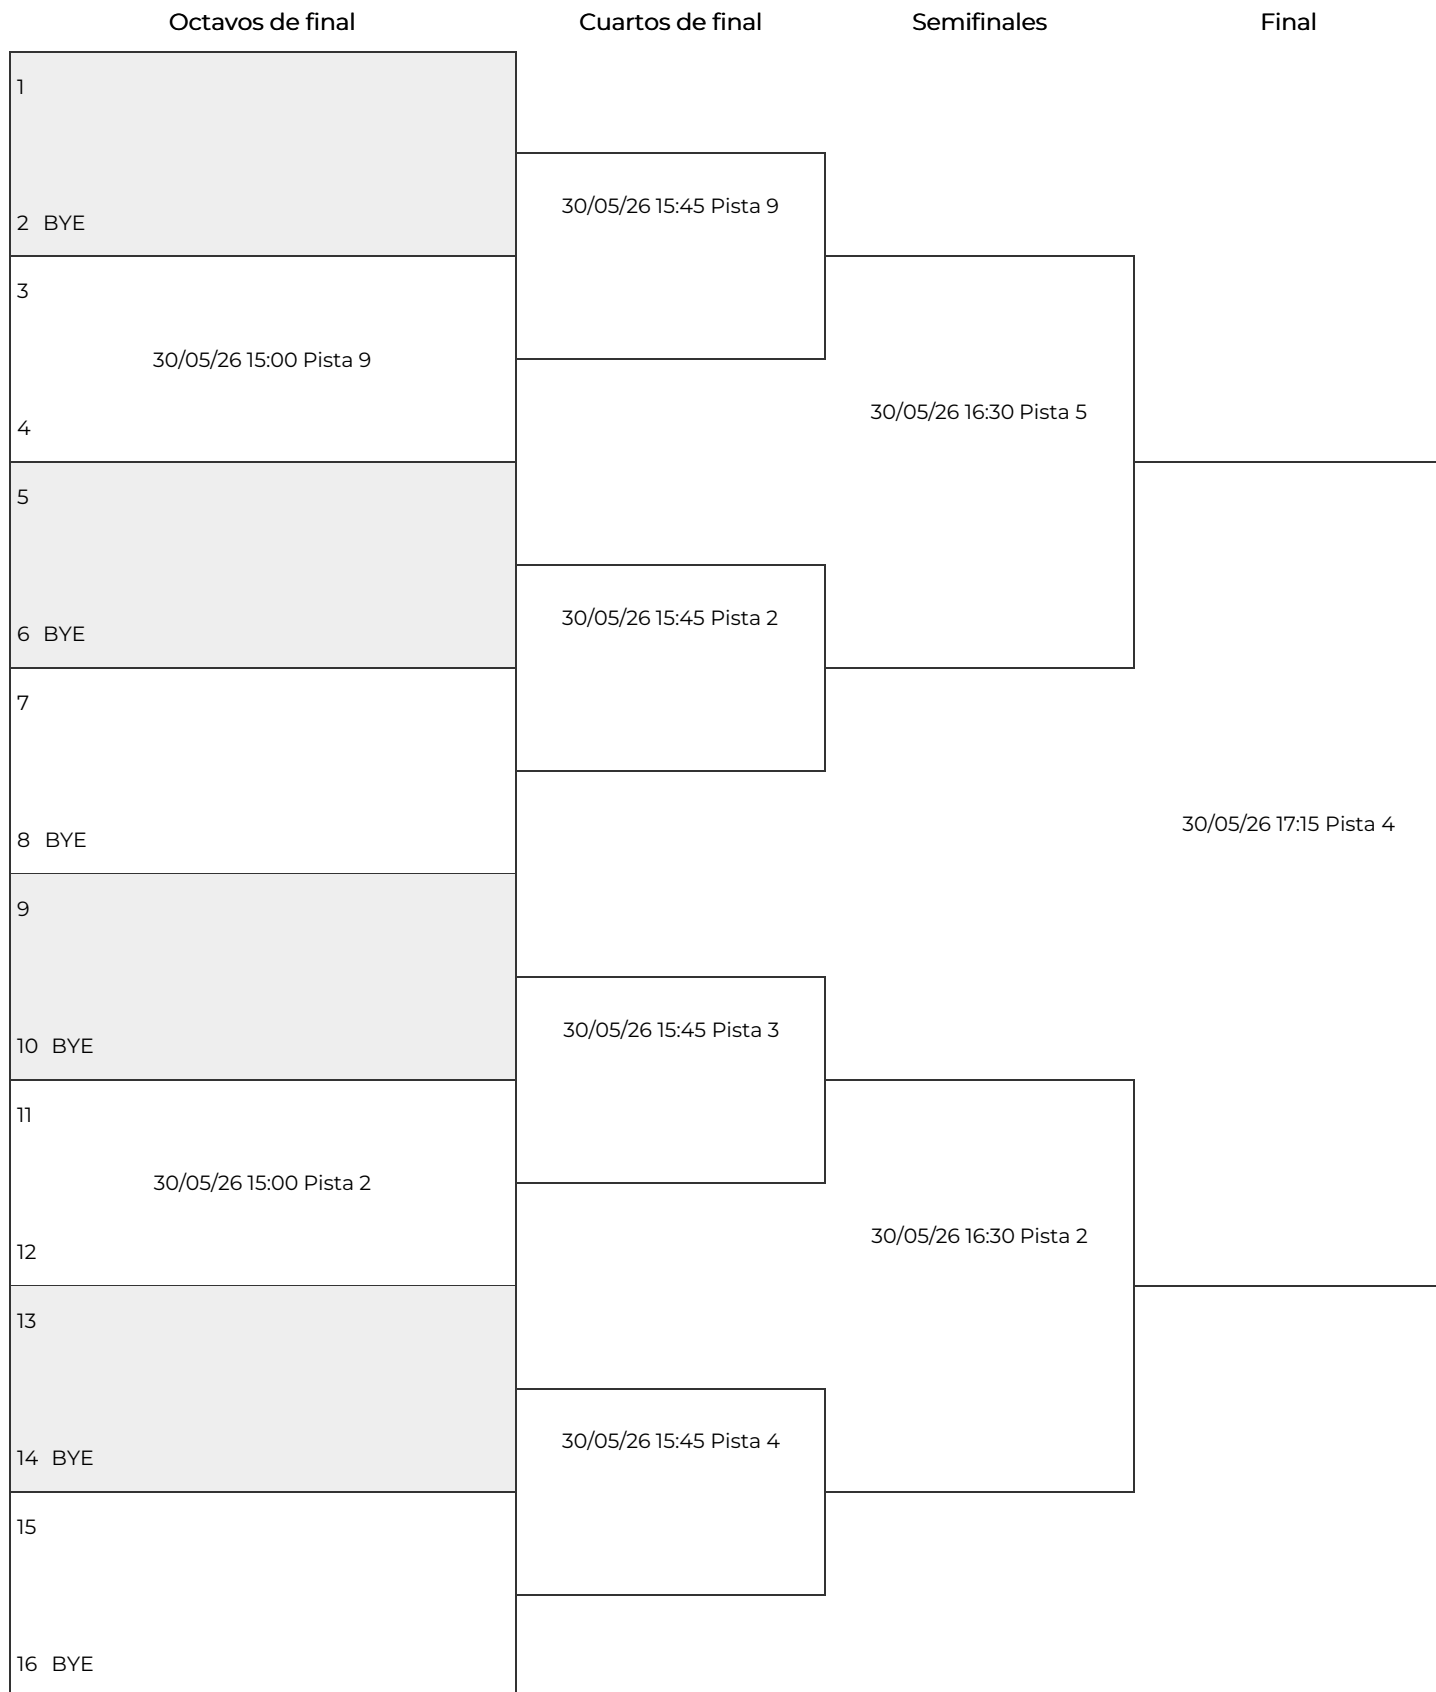 Octavos de final
Cuartos de final
Semifinales
Final
1
2 BYE
30/05/26 15:45 Pista 9
3
30/05/26 15:00 Pista 9
4
30/05/26 16:30 Pista 5
5
6 BYE
30/05/26 15:45 Pista 2
7
8 BYE
30/05/26 17:15 Pista 4
9
10 BYE
30/05/26 15:45 Pista 3
11
30/05/26 15:00 Pista 2
12
30/05/26 16:30 Pista 2
13
14 BYE
30/05/26 15:45 Pista 4
15
16 BYE